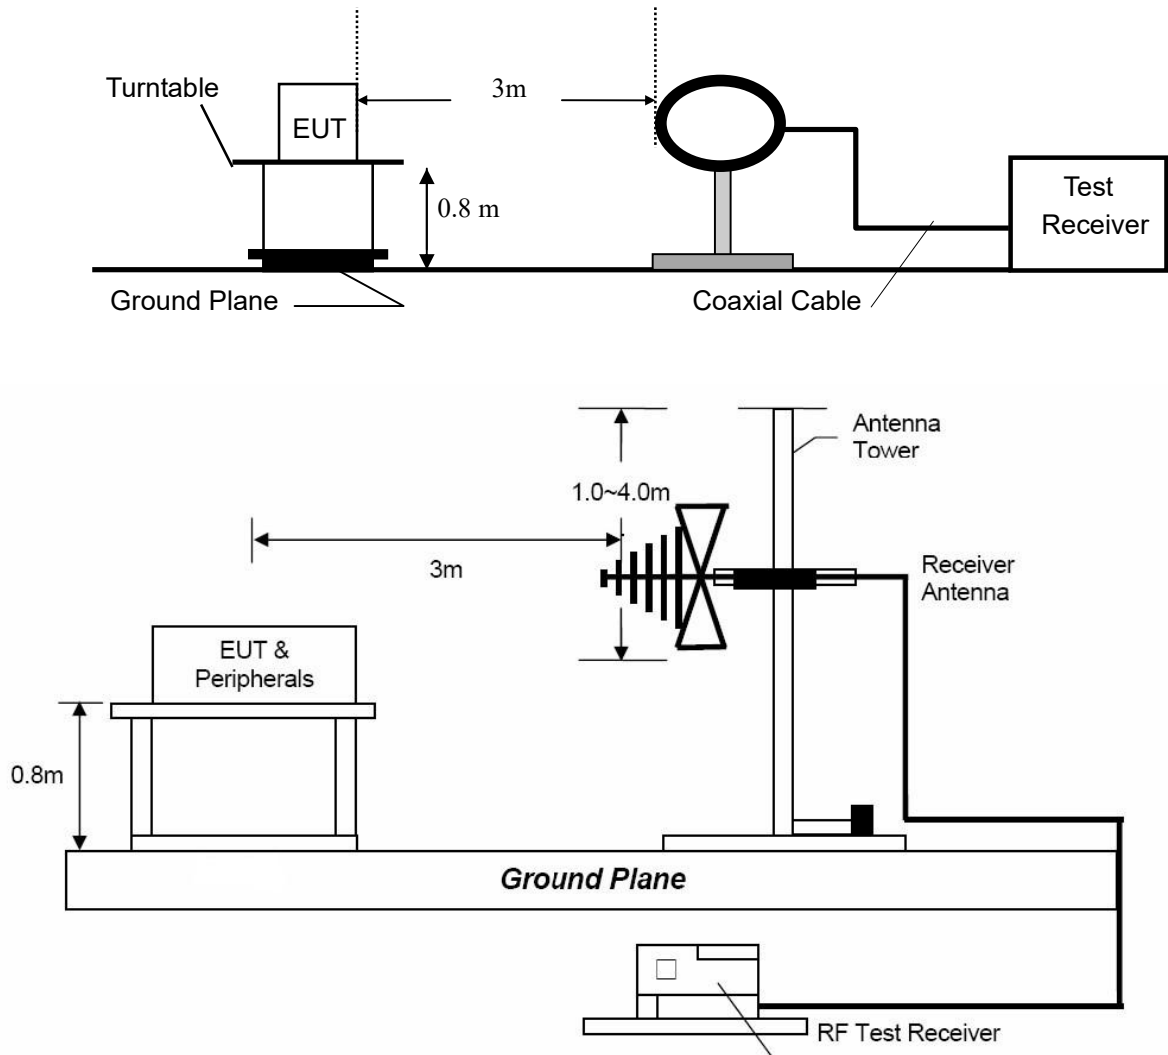 3m
Turntable
EUT
0.8 m
Test
Receiver
Ground Plane
Coaxial Cable
Antenna
Tower
1.0~4.0m
3m
Receiver
Antenna
EUT &
Peripherals
0.8m
Ground Plane
RF Test Receiver